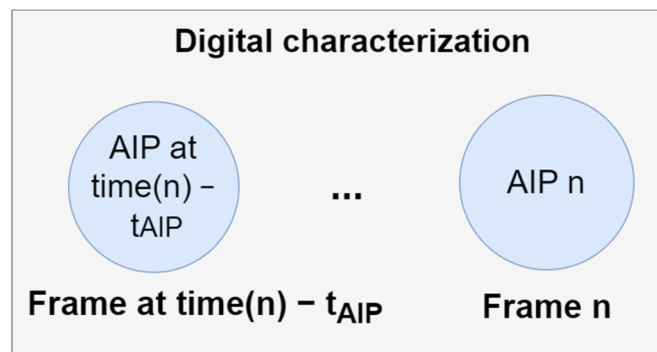 Digital characterization
AIP at
time(n) −
tAIP
...
AIP n
Frame at time(n) − tAIP
Frame n